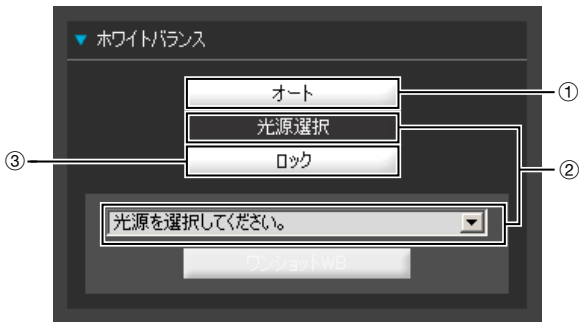 ▼ ホワイトバランス
オート ①
光源選択
③ ロック ②
光源を選択してください。
ワンショットWB